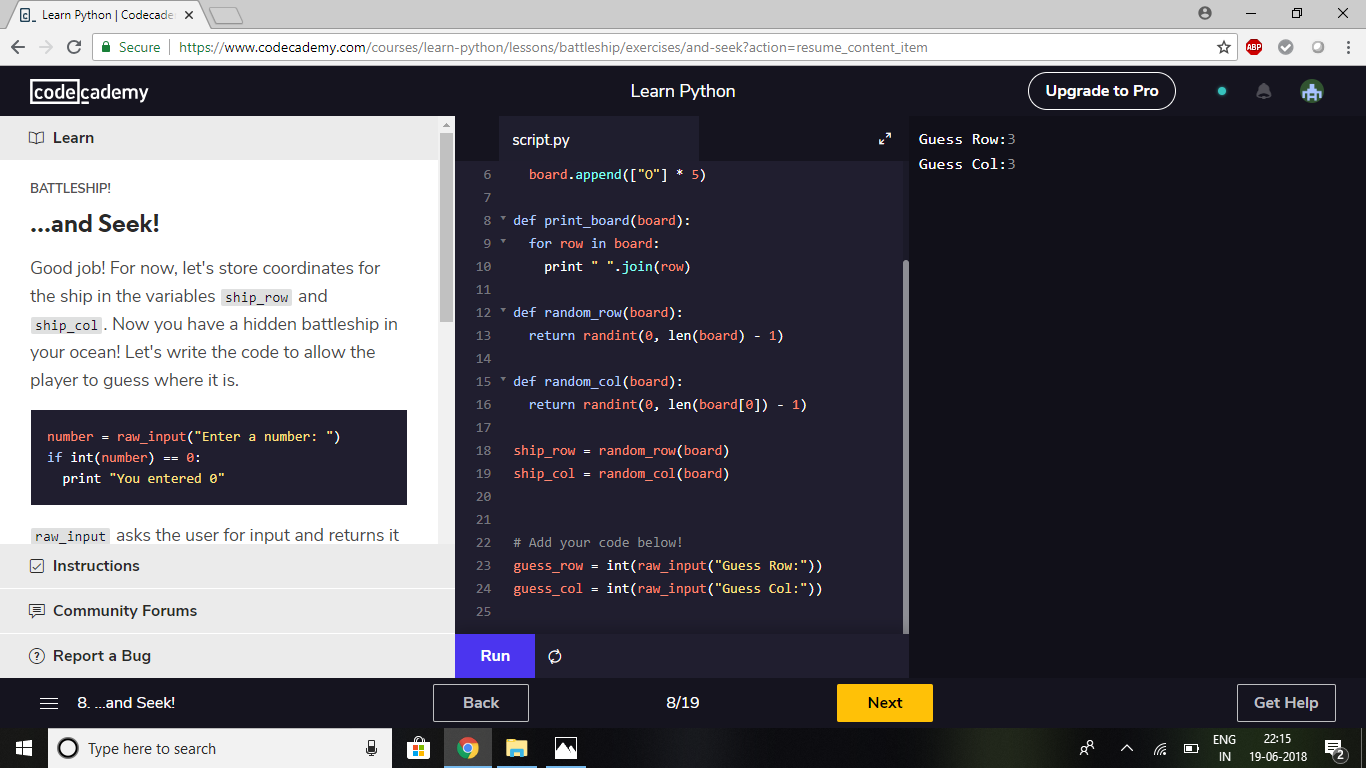 Learn Python | Codecade
Secure
https://www.codecademy.com/courses/learn-python/lessons/battleship/exercises/and-seek?action=resume_content_item
ABP
codecademy
Learn Python
Upgrade to Pro
Learn
BATTLESHIP!
...and Seek!
Good job! For now, let's store coordinates for
the ship in the variables ship_row and
ship_col. Now you have a hidden battleship in
your ocean! Let's write the code to allow the
player to guess where it is.
number = raw_input("Enter a number: ")
if int(number) == 0:
  print "You entered 0"
raw_input asks the user for input and returns it
Instructions
Community Forums
Report a Bug
script.py
6   board.append(["O"] * 5)
7
8 def print_board(board):
9   for row in board:
10     print " ".join(row)
11
12 def random_row(board):
13   return randint(0, len(board) - 1)
14
15 def random_col(board):
16   return randint(0, len(board[0]) - 1)
17
18 ship_row = random_row(board)
19 ship_col = random_col(board)
20
21
22 # Add your code below!
23 guess_row = int(raw_input("Guess Row:"))
24 guess_col = int(raw_input("Guess Col:"))
25
Run
Guess Row:3
Guess Col:3
8. ...and Seek!
Back
8/19
Next
Get Help
Type here to search
ENG
IN
22:15
19-06-2018
2